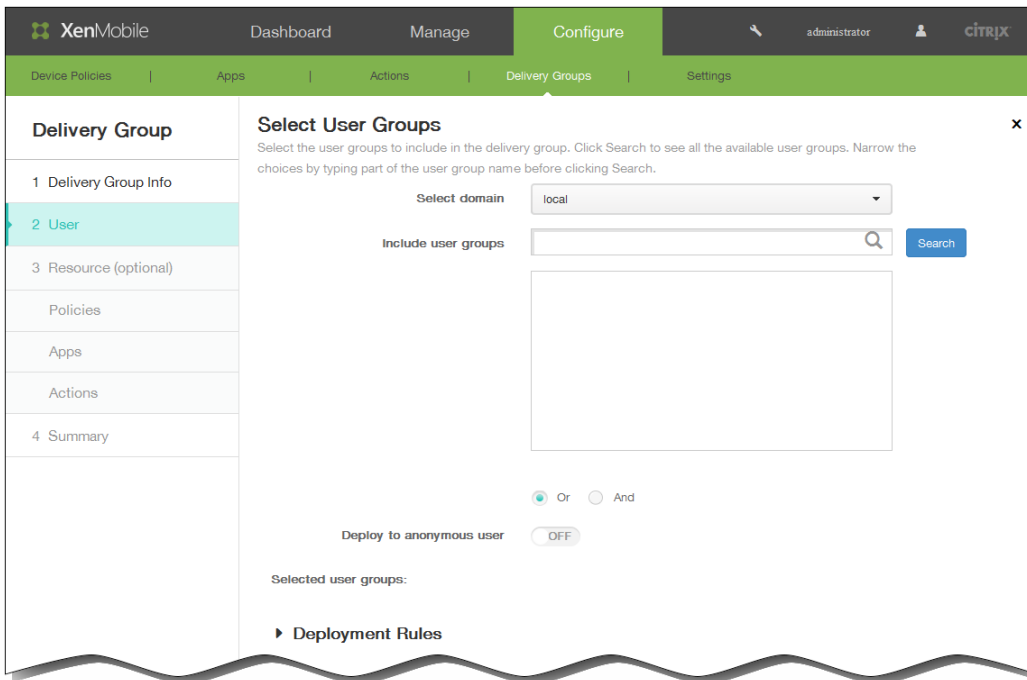 XenMobile
Dashboard
Manage
Configure
administrator
CITRIX
Device Policies | Apps | Actions | Delivery Groups | Settings
Delivery Group
1 Delivery Group Info
2 User
3 Resource (optional)
Policies
Apps
Actions
4 Summary
Select User Groups
x
Select the user groups to include in the delivery group. Click Search to see all the available user groups. Narrow the
choices by typing part of the user group name before clicking Search.
Select domain
local
Include user groups
Search
Or
And
Deploy to anonymous user
OFF
Selected user groups:
Deployment Rules